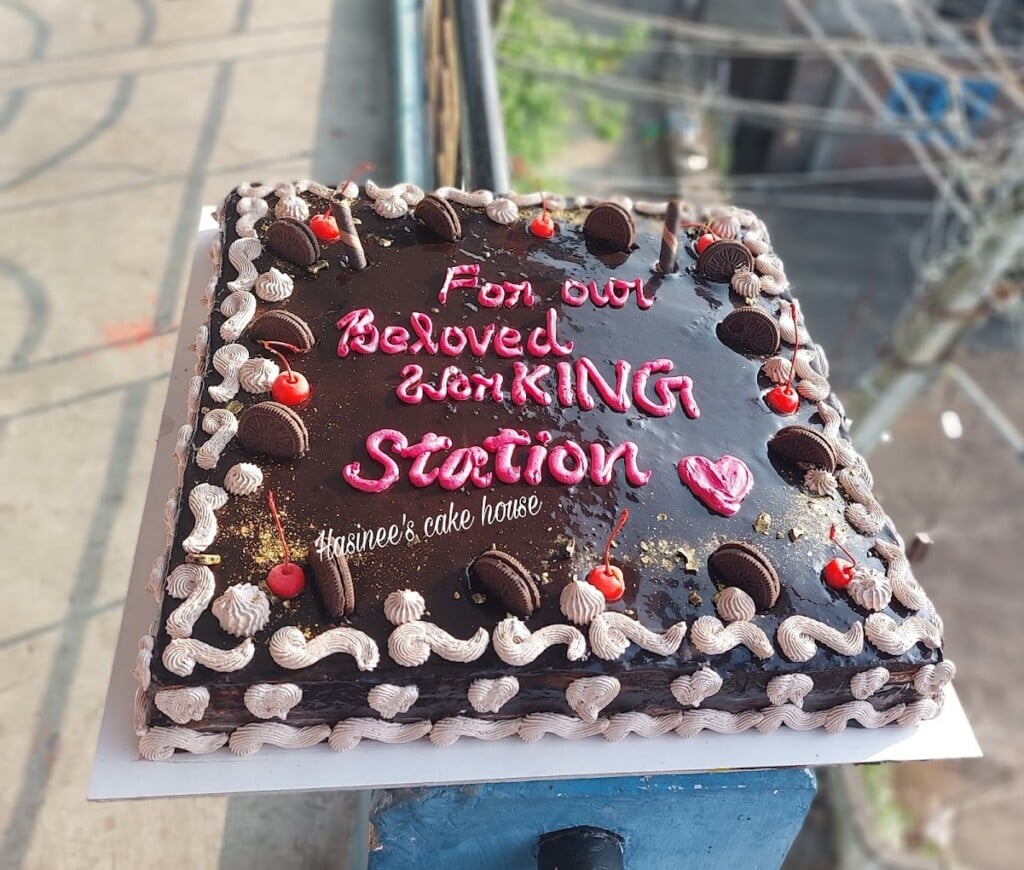 For our
Beloved
WorKING
Station
Hasinee's cake house